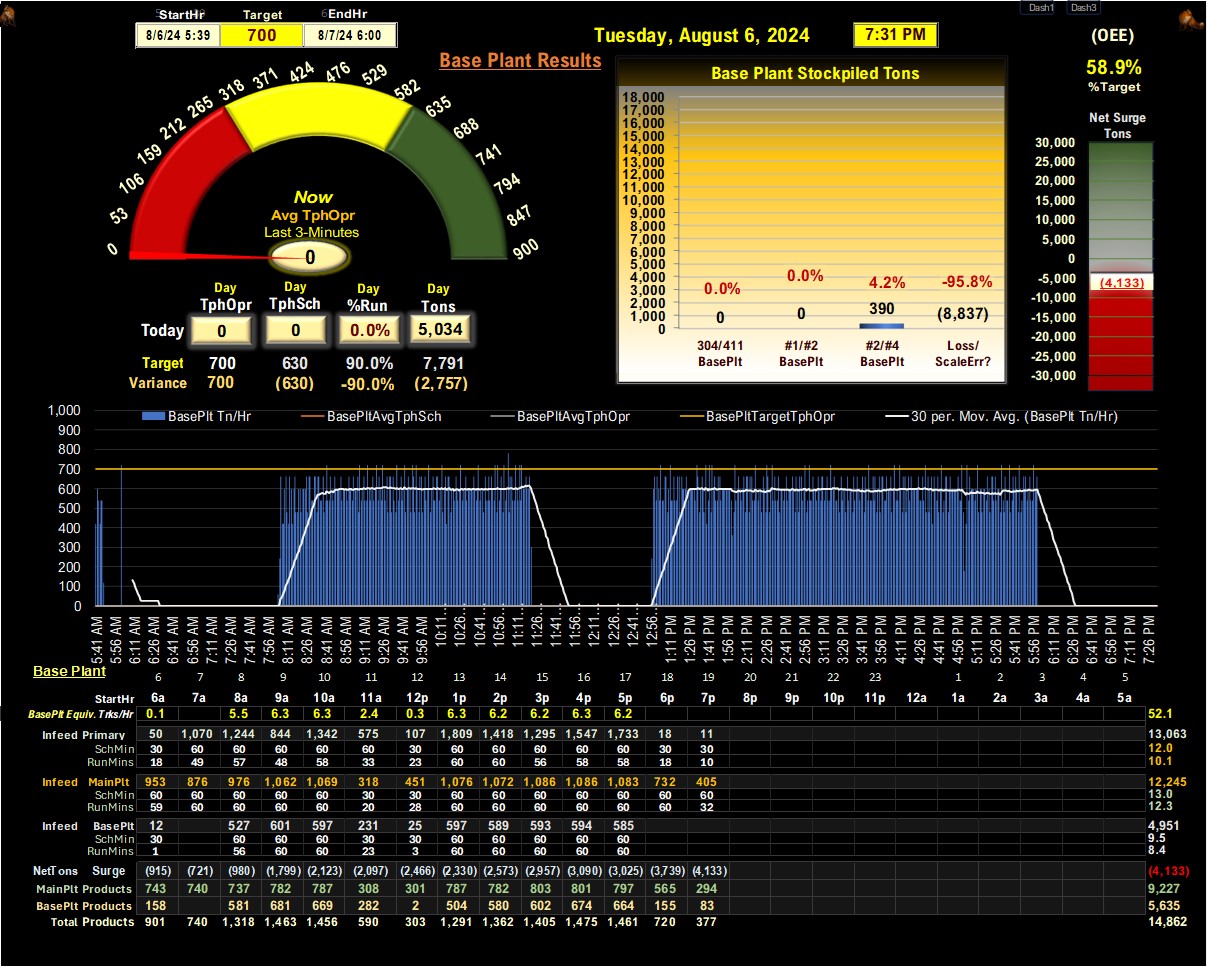 StartHr Target EndHr
8/6/24 5:39 700 8/7/24 6:00
Dash1 Dash3
Tuesday, August 6, 2024 7:31 PM
(OEE)
58.9%
%Target
Base Plant Results
0 53 106 159 212 265 318 371 424 476 529 582 635 688 741 794 847 900
Now
Avg TphOpr
Last 3-Minutes
0
Day Day Day Day
TphOpr TphSch %Run Tons
Today 0 0 0.0% 5,034
Target 700 630 90.0% 7,791
Variance 700 (630) -90.0% (2,757)
Base Plant Stockpiled Tons
18,000
17,000
16,000
15,000
14,000
13,000
12,000
11,000
10,000
9,000
8,000
7,000
6,000
5,000
4,000
3,000
2,000
1,000
0
0.0% 0.0% 4.2% -95.8%
0 0 390 (8,837)
304/411 #1/#2 #2/#4 Loss/
BasePlt BasePlt BasePlt ScaleErr?
Net Surge
Tons
30,000
25,000
20,000
15,000
10,000
5,000
0
-5,000
-10,000
-15,000
-20,000
-25,000
-30,000
(4,133)
BasePlt Tn/Hr BasePltAvgTphSch BasePltAvgTphOpr BasePltTargetTphOpr 30 per. Mov. Avg. (BasePlt Tn/Hr)
1,000
900
800
700
600
500
400
300
200
100
0
5:44 AM 5:56 AM 6:11 AM 6:26 AM 6:41 AM 6:56 AM 7:11 AM 7:26 AM 7:41 AM 7:56 AM 8:11 AM 8:26 AM 8:41 AM 8:56 AM 9:11 AM 9:26 AM 9:41 AM 9:56 AM 10:11... 10:26... 10:41... 10:56... 11:11... 11:26... 11:41... 11:56... 12:11... 12:26... 12:41... 12:56... 1:11 PM 1:26 PM 1:41 PM 1:56 PM 2:11 PM 2:26 PM 2:41 PM 2:56 PM 3:11 PM 3:26 PM 3:41 PM 3:56 PM 4:11 PM 4:26 PM 4:41 PM 4:56 PM 5:11 PM 5:26 PM 5:41 PM 5:56 PM 6:11 PM 6:26 PM 6:41 PM 6:56 PM 7:11 PM 7:26 PM
Base Plant
6 7 8 9 10 11 12 13 14 15 16 17 18 19 20 21 22 23 1 2 3 4 5
StartHr 6a 7a 8a 9a 10a 11a 12p 1p 2p 3p 4p 5p 6p 7p 8p 9p 10p 11p 12a 1a 2a 3a 4a 5a
BasePlt Equiv. Trks/Hr 0.1 5.5 6.3 6.3 2.4 0.3 6.3 6.2 6.2 6.3 6.2 52.1
Infeed Primary 50 1,070 1,244 844 1,342 575 107 1,809 1,418 1,295 1,547 1,733 18 11 13,063
SchMin 30 60 60 60 60 30 30 60 60 60 60 60 30 30 12.0
RunMins 18 49 57 48 58 33 23 60 60 56 58 58 18 10 10.1
Infeed MainPlt 953 876 976 1,062 1,069 318 451 1,076 1,072 1,086 1,086 1,083 732 405 12,245
SchMin 60 60 60 60 60 30 30 60 60 60 60 60 60 60 13.0
RunMins 59 60 60 60 60 20 28 60 60 60 60 60 60 32 12.3
Infeed BasePlt 12 527 601 597 231 25 597 589 593 594 585 4,951
SchMin 30 60 60 60 30 30 60 60 60 60 60 9.5
RunMins 1 56 60 60 23 3 60 60 60 60 60 8.4
NetTons Surge (915) (721) (980) (1,799) (2,123) (2,097) (2,466) (2,330) (2,573) (2,957) (3,090) (3,025) (3,739) (4,133) (4,133)
MainPlt Products 743 740 737 782 787 308 301 787 782 803 801 797 565 294 9,227
BasePlt Products 158 581 681 669 282 2 504 580 602 674 664 155 83 5,635
Total Products 901 740 1,318 1,463 1,456 590 303 1,291 1,362 1,405 1,475 1,461 720 377 14,862